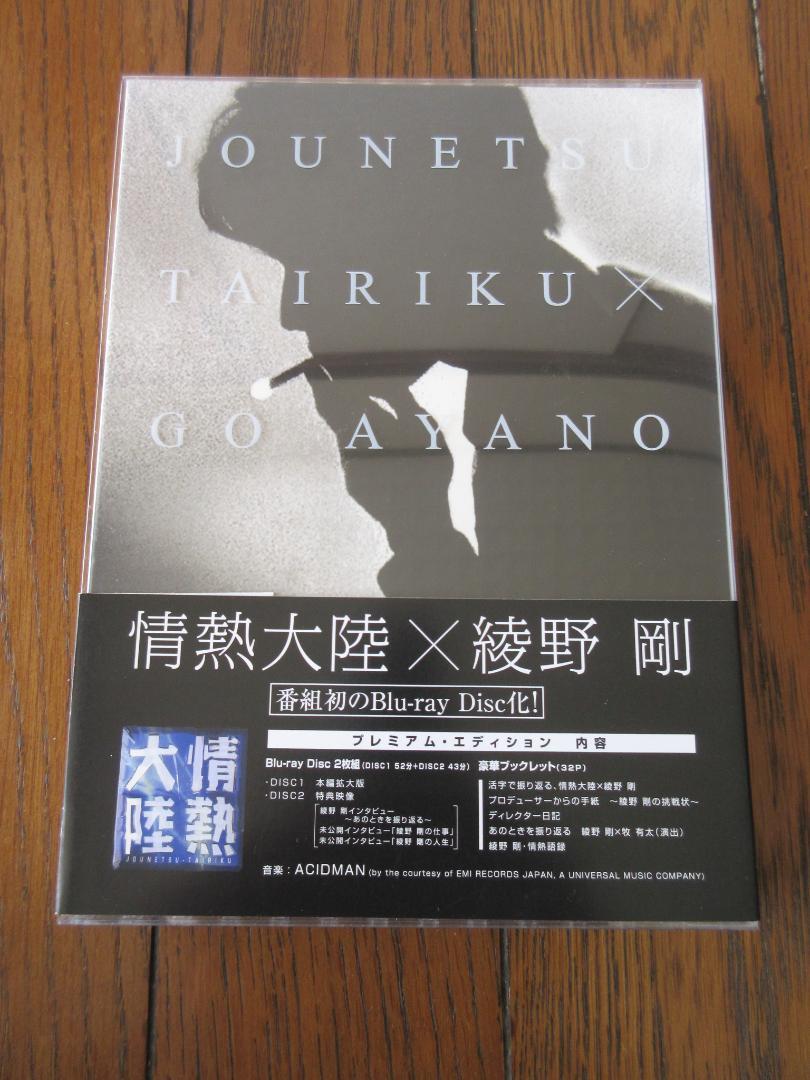 JOUNETSU
TAIRIKU×
GO AYANO
情熱大陸×綾野 剛
番組初のBlu-ray Disc化!
プレミアム・エディション 内容
情熱
大陸
JOUNETSU-TAIRIKU
Blu-ray Disc 2枚組(DISC1 52分+DISC2 43分)
・DISC1 本編拡大版
・DISC2 特典映像
綾野 剛インタビュー
〜あのときを振り返る〜
未公開インタビュー「綾野 剛の仕事」
未公開インタビュー「綾野 剛の人生」
豪華ブックレット(32P)
活字で振り返る、情熱大陸×綾野 剛
プロデューサーからの手紙 〜綾野 剛の挑戦状〜
ディレクター日記
あのときを振り返る 綾野 剛×牧 有太(演出)
綾野 剛・情熱語録
音楽：ACIDMAN (by the courtesy of EMI RECORDS JAPAN, A UNIVERSAL MUSIC COMPANY)